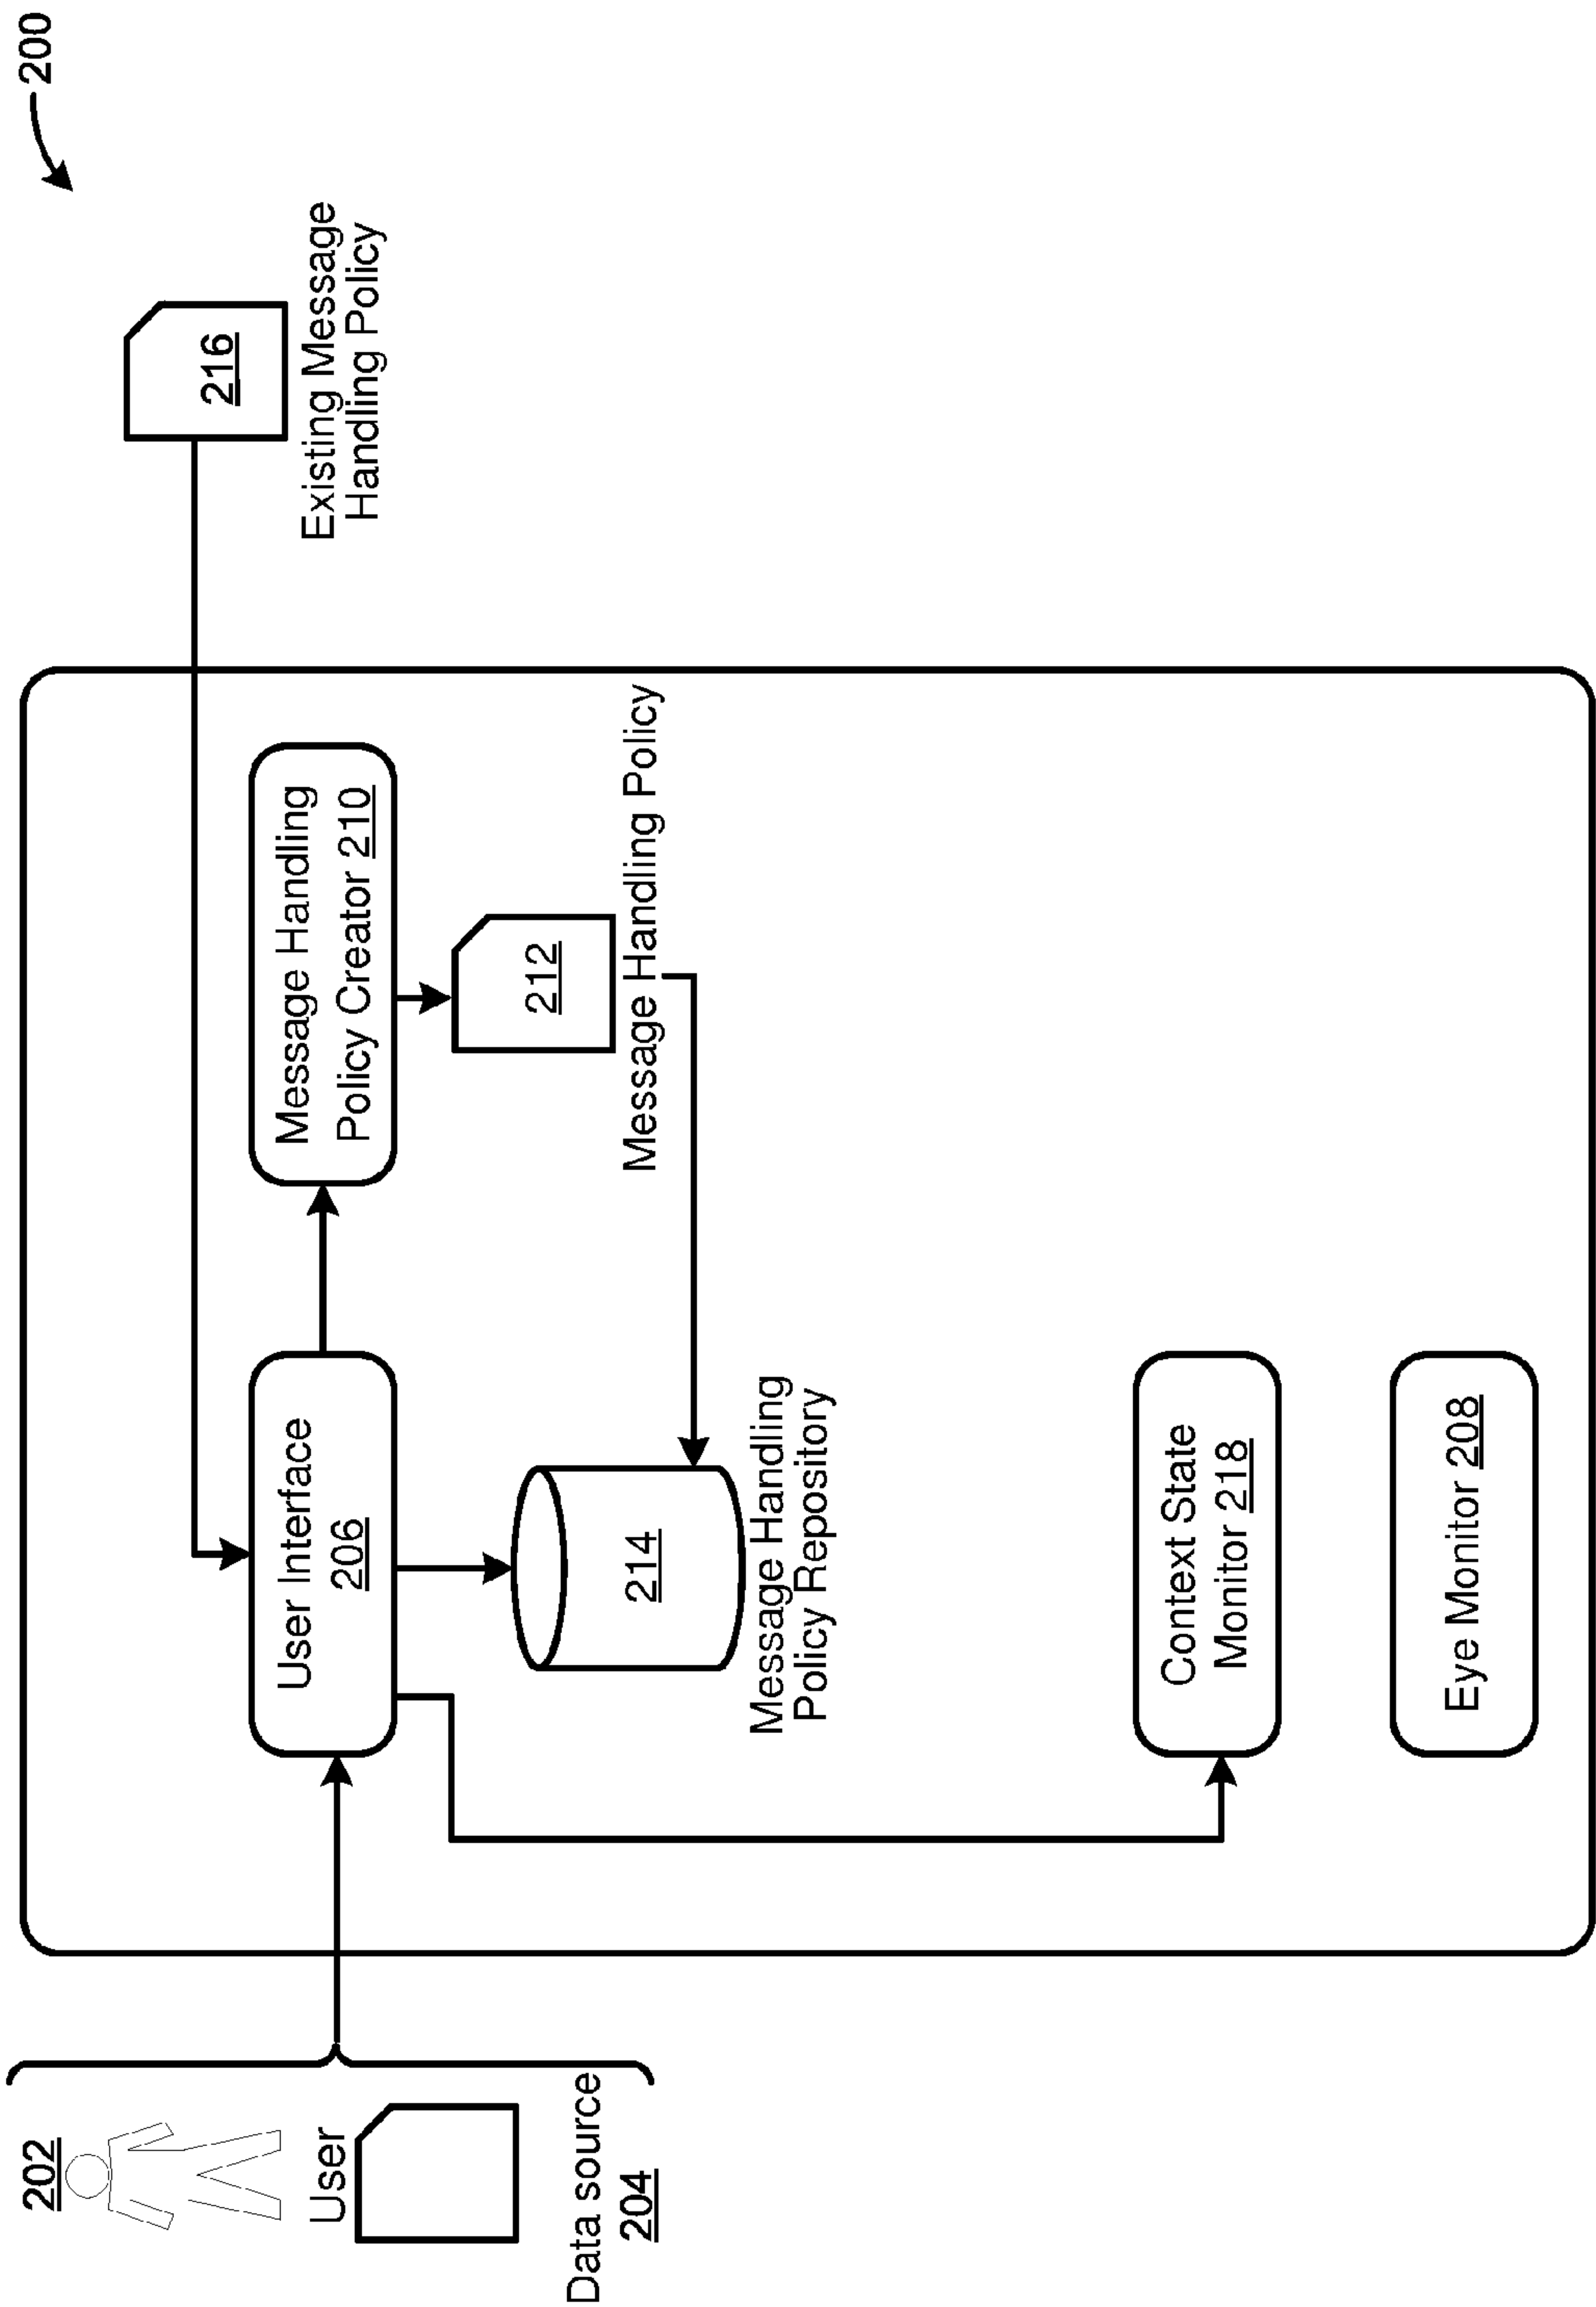 200
202
User
Data source
204
User Interface
206
Message Handling
Policy Creator 210
216
Existing Message
Handling Policy
212
Message Handling Policy
214
Message Handling
Policy Repository
Context State
Monitor 218
Eye Monitor 208